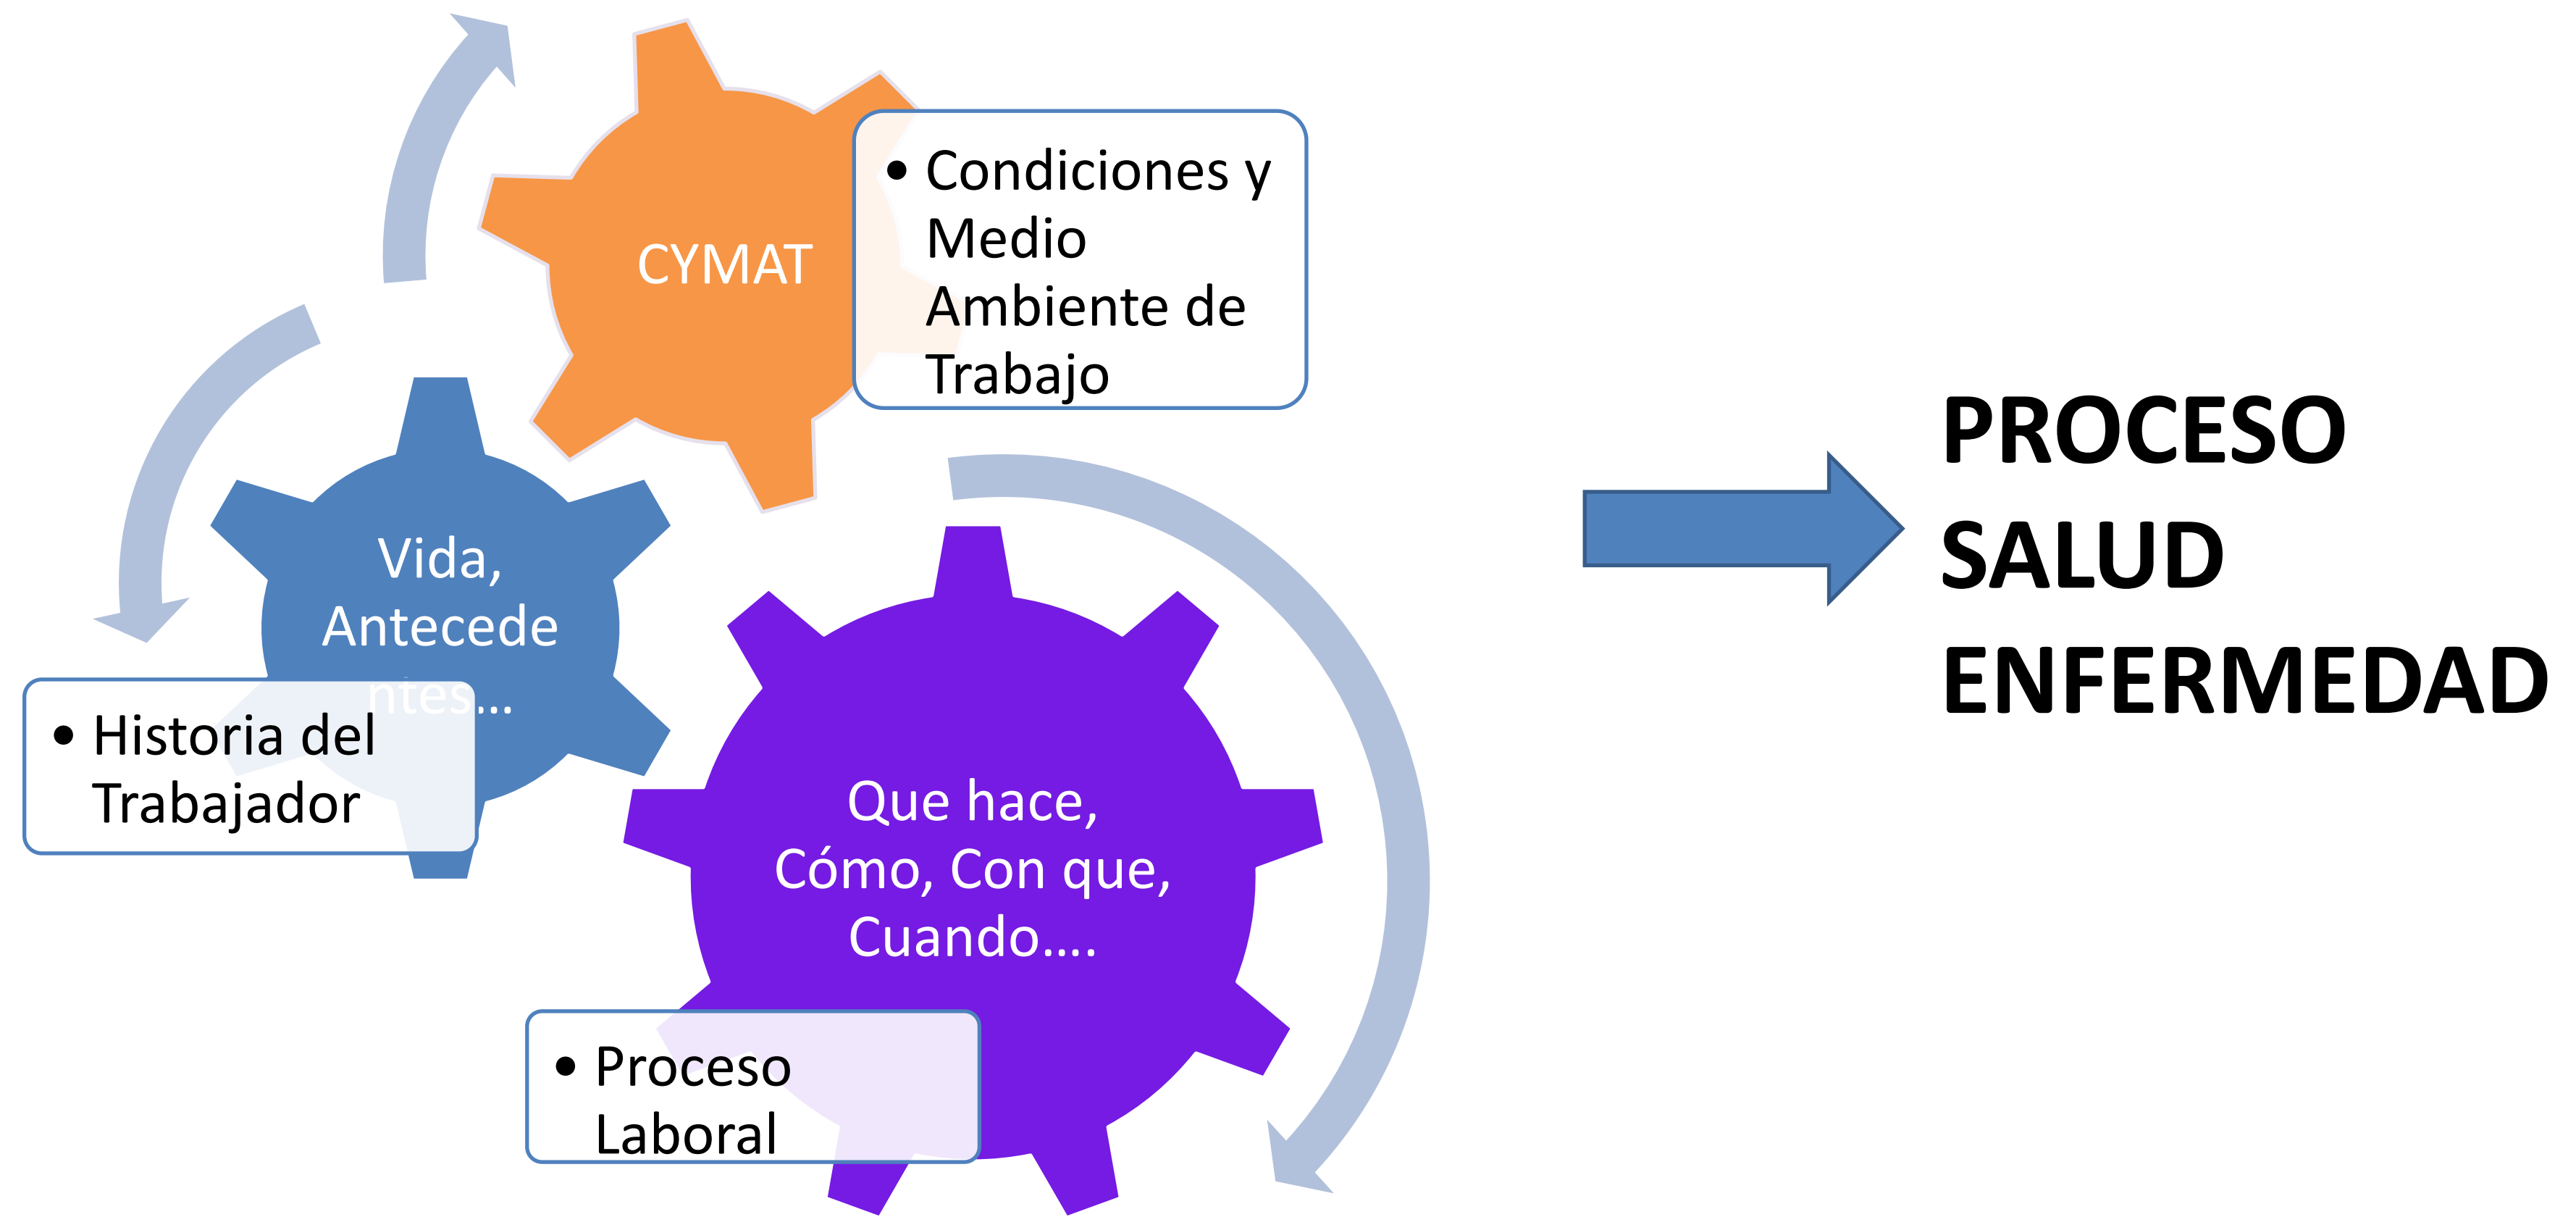 CYMAT
• Condiciones y
Medio
Ambiente de
Trabajo
Vida,
Antecede
ntes...
• Historia del
Trabajador
Que hace,
Cómo, Con que,
Cuando....
• Proceso
Laboral
PROCESO
SALUD
ENFERMEDAD